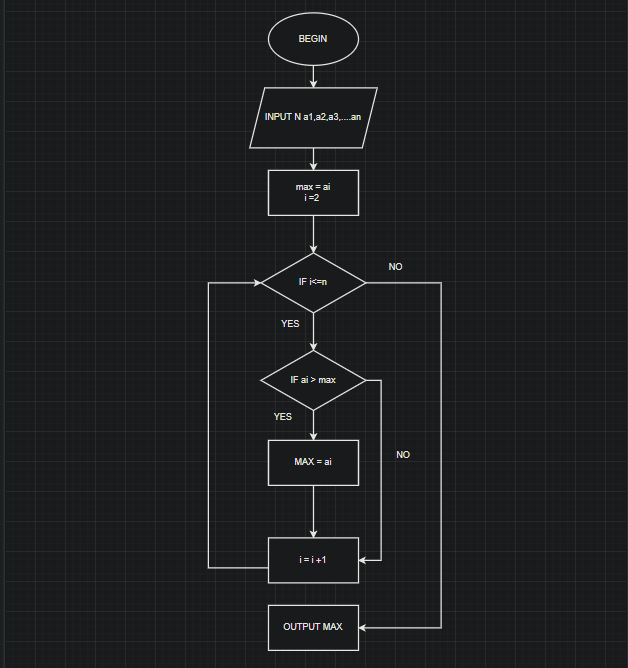 BEGIN
INPUT N a1,a2,a3,....an
max = ai
i =2
NO
IF i<=n
YES
IF ai > max
YES
NO
MAX = ai
i = i +1
OUTPUT MAX